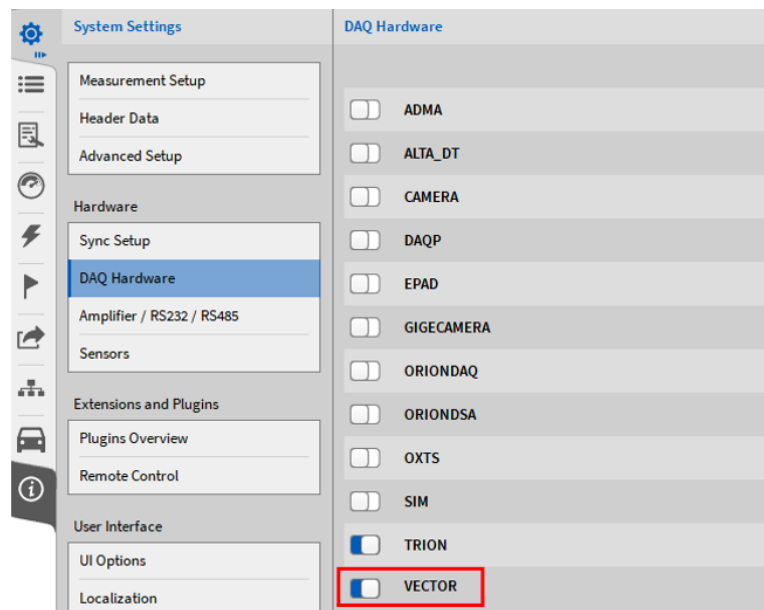 System Settings
Measurement Setup
Header Data
Advanced Setup
Hardware
Sync Setup
DAQ Hardware
Amplifier / RS232 / RS485
Sensors
Extensions and Plugins
Plugins Overview
Remote Control
User Interface
UI Options
Localization
DAQ Hardware
ADMA
ALTA_DT
CAMERA
DAQP
EPAD
GIGECAMERA
ORIONDAQ
ORIONDSA
OXTS
SIM
TRION
VECTOR